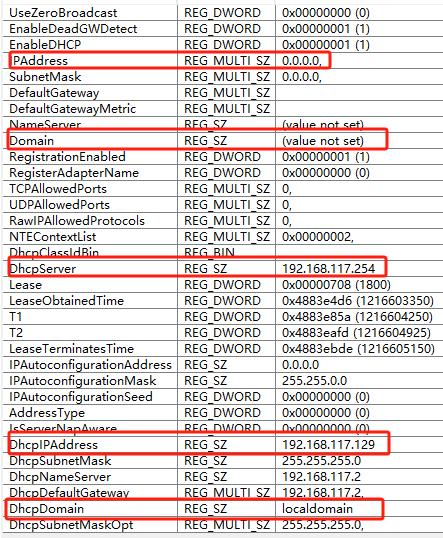 UseZeroBroadcast REG_DWORD 0x00000000 (0)
EnableDeadGWDetect REG_DWORD 0x00000001 (1)
EnableDHCP REG_DWORD 0x00000001 (1)
IPAddress REG_MULTI_SZ 0.0.0.0,
SubnetMask REG_MULTI_SZ 0.0.0.0,
DefaultGateway REG_MULTI_SZ
DefaultGatewayMetric REG_MULTI_SZ
NameServer REG_SZ (value not set)
Domain REG_SZ (value not set)
RegistrationEnabled REG_DWORD 0x00000001 (1)
RegisterAdapterName REG_DWORD 0x00000000 (0)
TCPAllowedPorts REG_MULTI_SZ 0,
UDPAllowedPorts REG_MULTI_SZ 0,
RawIPAllowedProtocols REG_MULTI_SZ 0,
NTEContextList REG_MULTI_SZ 0x00000002,
DhcpClassIdBin REG_BIN
DhcpServer REG_SZ 192.168.117.254
Lease REG_DWORD 0x00000708 (1800)
LeaseObtainedTime REG_DWORD 0x4883e4d6 (1216603350)
T1 REG_DWORD 0x4883e85a (1216604250)
T2 REG_DWORD 0x4883eafd (1216604925)
LeaseTerminatesTime REG_DWORD 0x4883ebde (1216605150)
IPAutoconfigurationAddress REG_SZ 0.0.0.0
IPAutoconfigurationMask REG_SZ 255.255.0.0
IPAutoconfigurationSeed REG_DWORD 0x00000000 (0)
AddressType REG_DWORD 0x00000000 (0)
IsServerNapAware REG_DWORD 0x00000000 (0)
DhcpIPAddress REG_SZ 192.168.117.129
DhcpSubnetMask REG_SZ 255.255.255.0
DhcpNameServer REG_SZ 192.168.117.2
DhcpDefaultGateway REG_MULTI_SZ 192.168.117.2,
DhcpDomain REG_SZ localdomain
DhcpSubnetMaskOpt REG_MULTI_SZ 255.255.255.0,